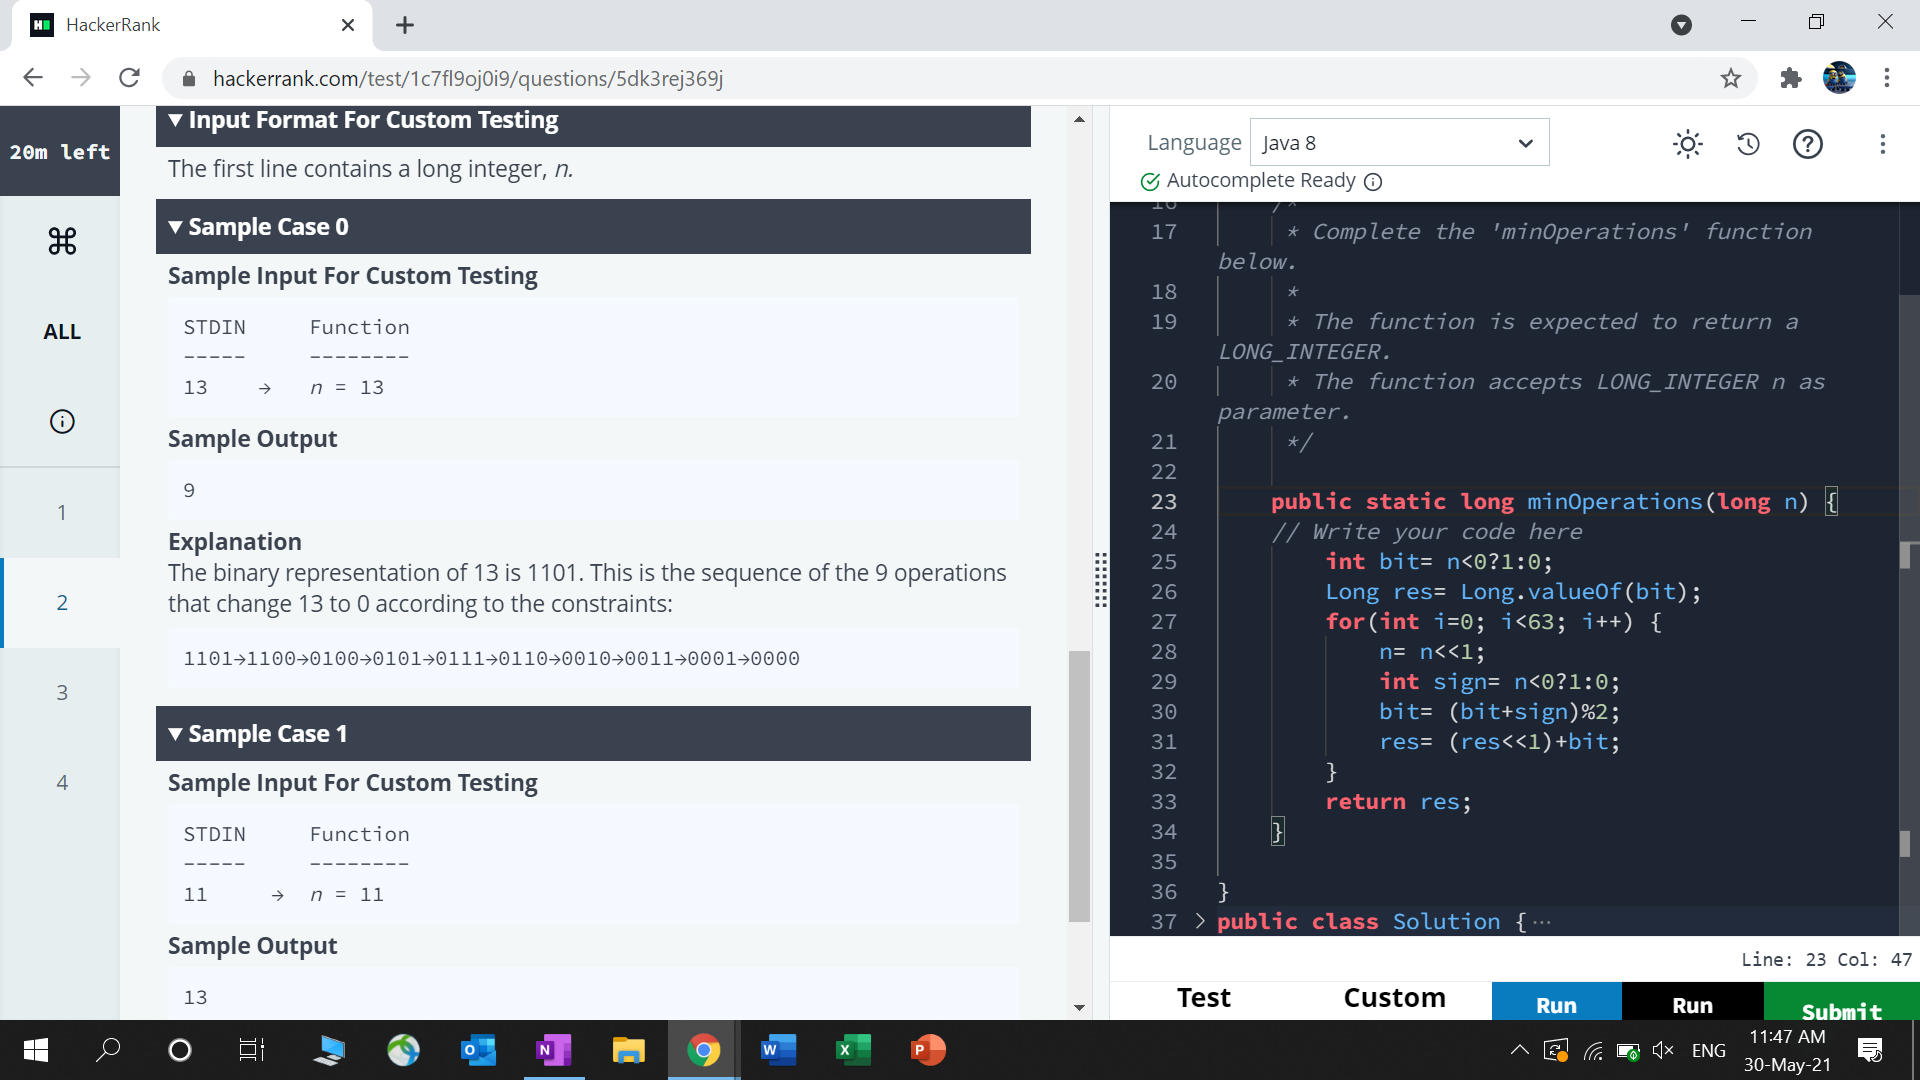 HackerRank
hackerrank.com/test/1c7fl9oj0i9/questions/5dk3rej369j
20m left
ALL
1
2
3
4
▼ Input Format For Custom Testing
The first line contains a long integer, n.
▼ Sample Case 0
Sample Input For Custom Testing
STDIN Function
----- --------
13 → n = 13
Sample Output
9
Explanation
The binary representation of 13 is 1101. This is the sequence of the 9 operations
that change 13 to 0 according to the constraints:
1101→1100→0100→0101→0111→0110→0010→0011→0001→0000
▼ Sample Case 1
Sample Input For Custom Testing
STDIN Function
----- --------
11 → n = 11
Sample Output
13
Language Java 8
Autocomplete Ready
16 /*
17 * Complete the 'minOperations' function
below.
18 *
19 * The function is expected to return a
LONG_INTEGER.
20 * The function accepts LONG_INTEGER n as
parameter.
21 */
22
23 public static long minOperations(long n) {
24 // Write your code here
25 int bit= n<0?1:0;
26 Long res= Long.valueOf(bit);
27 for(int i=0; i<63; i++) {
28 n= n<<1;
29 int sign= n<0?1:0;
30 bit= (bit+sign)%2;
31 res= (res<<1)+bit;
32 }
33 return res;
34 }
35
36 }
37 > public class Solution {···
Line: 23 Col: 47
Test Custom Run Run Submit
ENG
11:47 AM
30-May-21